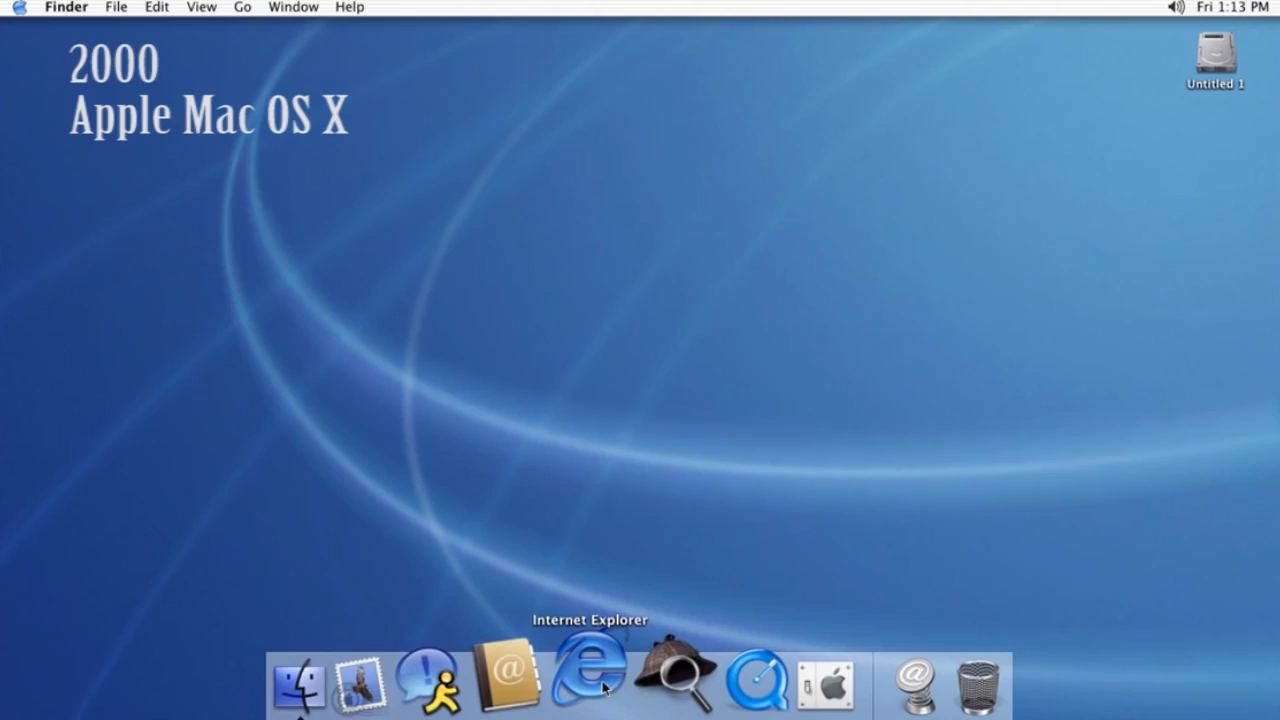 Finder File Edit View Go Window Help Fri 1:13 PM
2000
Apple Mac OS X
Untitled 1
Internet Explorer
@
@